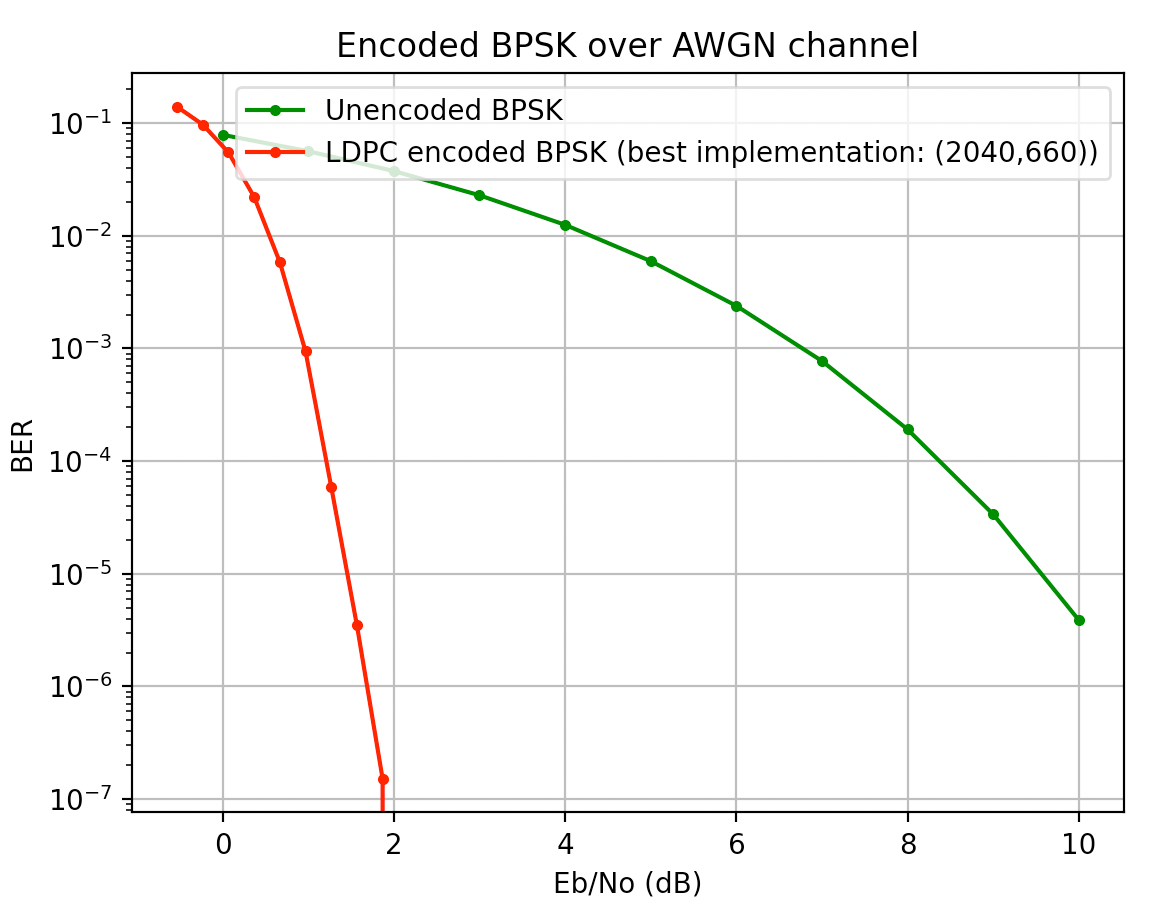 Encoded BPSK over AWGN channel
Unencoded BPSK
LDPC encoded BPSK (best implementation: (2040,660))
10⁻¹
10⁻²
10⁻³
10⁻⁴
10⁻⁵
10⁻⁶
10⁻⁷
BER
0 2 4 6 8 10
Eb/No (dB)